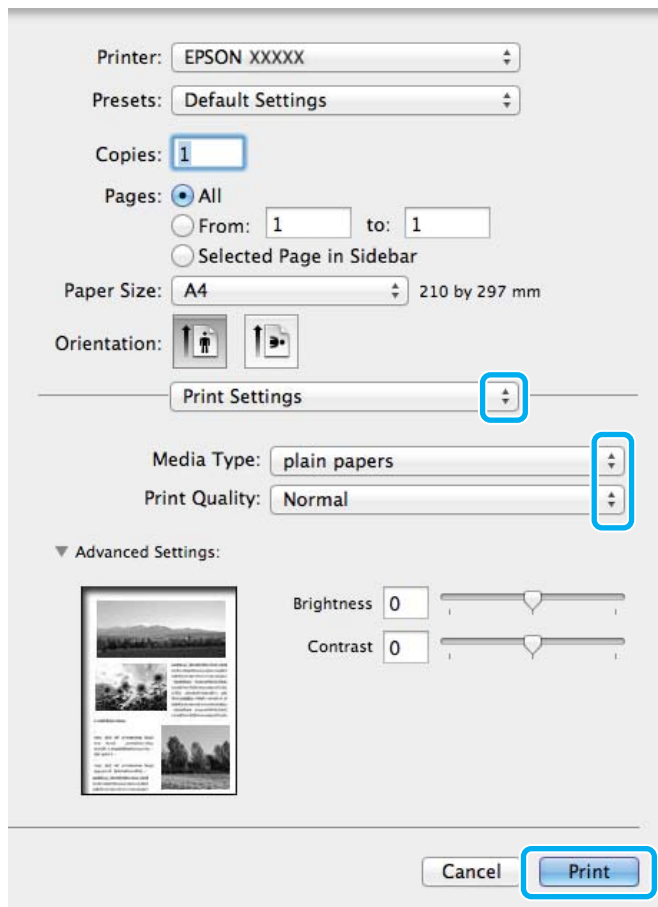 Printer: EPSON XXXXX
Presets: Default Settings
Copies: 1
Pages: All
From: 1 to: 1
Selected Page in Sidebar
Paper Size: A4 210 by 297 mm
Orientation:
Print Settings
Media Type: plain papers
Print Quality: Normal
Advanced Settings:
Brightness 0
Contrast 0
Cancel Print